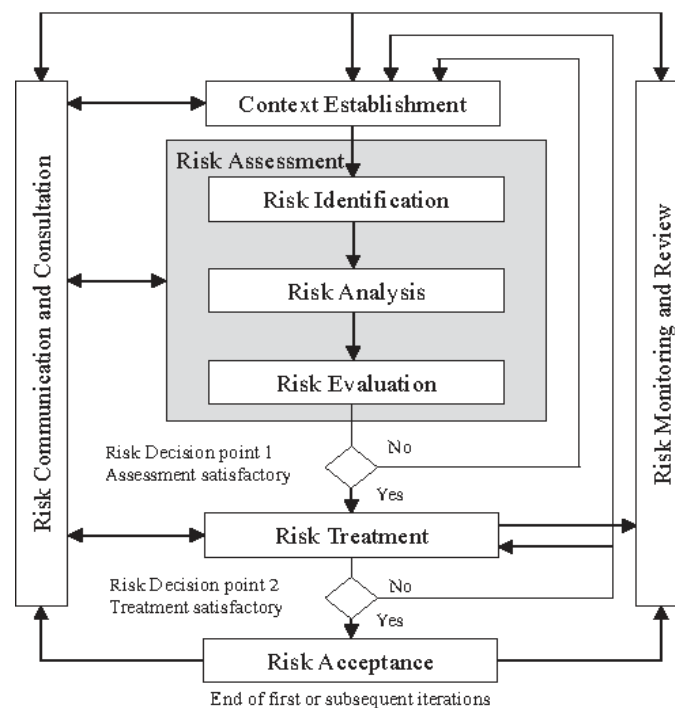 Context Establishment
Risk Assessment
Risk Identification
Risk Analysis
Risk Evaluation
Risk Communication and Consultation
Risk Monitoring and Review
Risk Decision point 1
Assessment satisfactory
No
Yes
Risk Treatment
Risk Decision point 2
Treatment satisfactory
No
Yes
Risk Acceptance
End of first or subsequent iterations